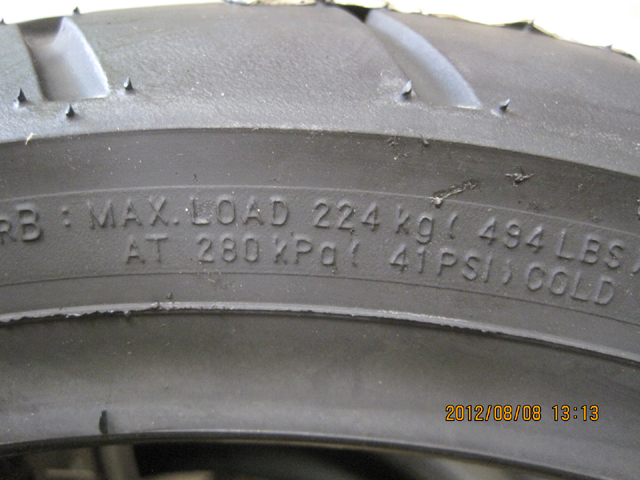 RB : MAX. LOAD 224 kg ( 494 LBS
AT 280 kPa ( 41 PSI ) COLD
2012/08/08 13:13